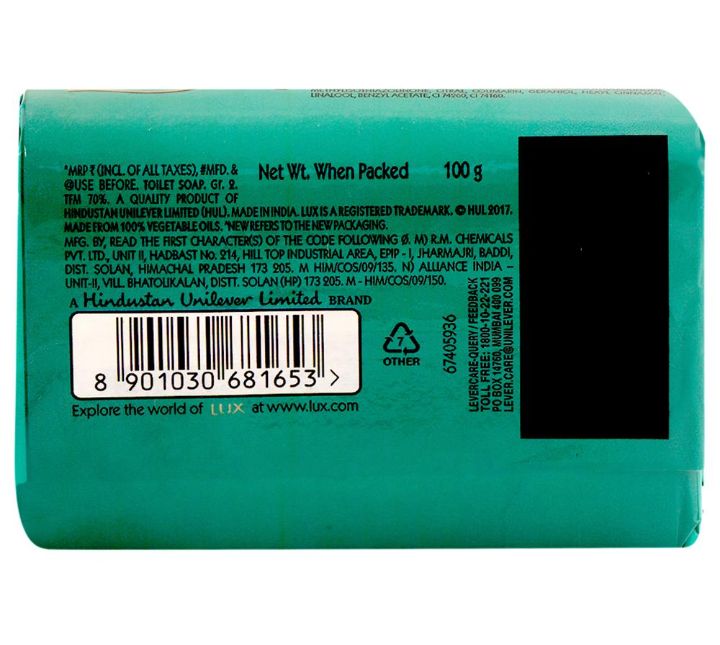 LINALOOL, BENZYL ACETATE, CI 74260, CI 74160.
*MRP ₹ (INCL. OF ALL TAXES), #MFD. &
@USE BEFORE. TOILET SOAP. Gr. 2.
TFM 70%. A QUALITY PRODUCT OF
HINDUSTAN UNILEVER LIMITED (HUL). MADE IN INDIA. LUX IS A REGISTERED TRADEMARK. © HUL 2017.
MADE FROM 100% VEGETABLE OILS. ^NEW REFERS TO THE NEW PACKAGING.
Net Wt. When Packed 100 g
MFG. BY, READ THE FIRST CHARACTER(S) OF THE CODE FOLLOWING Ø. M) R.M. CHEMICALS
PVT. LTD., UNIT II, HADBAST No. 214, HILL TOP INDUSTRIAL AREA, EPIP - I, JHARMAJRI, BADDI,
DIST. SOLAN, HIMACHAL PRADESH 173 205. M HIM/COS/09/135. N) ALLIANCE INDIA –
UNIT-II, VILL. BHATOLIKALAN, DISTT. SOLAN (HP) 173 205. M - HIM/COS/09/150.
A Hindustan Unilever Limited BRAND
8 901030 681653 >
Explore the world of LUX at www.lux.com
7
OTHER
67405936
LEVERCARE-QUERY/FEEDBACK
TOLL FREE: 1800-10-22-221
PO BOX 14760, MUMBAI 400 099
LEVER.CARE@UNILEVER.COM